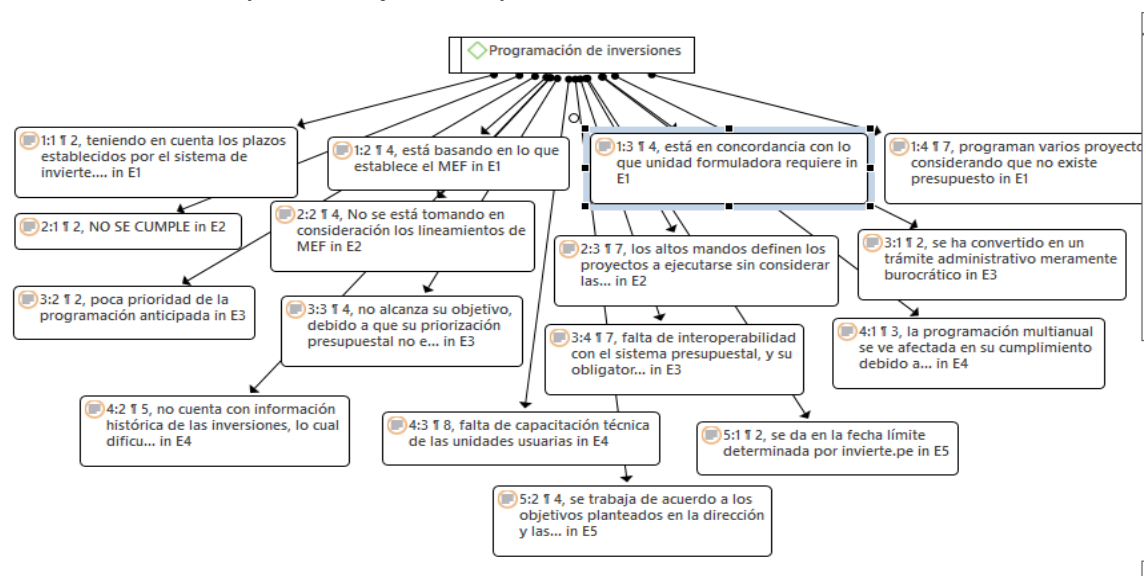 Programación de inversiones
1:1 ¶ 2, teniendo en cuenta los plazos
establecidos por el sistema de
invierte.... in E1
1:2 ¶ 4, está basando en lo que
establece el MEF in E1
1:3 ¶ 4, está en concordancia con lo
que unidad formuladora requiere en
E1
1:4 ¶ 7, programan varios proyecto
considerando que no existe
presupuesto in E1
2:1 ¶ 2, NO SE CUMPLE in E2
2:2 ¶ 4, No se está tomando en
consideración los lineamientos de
MEF in E2
2:3 ¶ 7, los altos mandos definen los
proyectos a ejecutarse sin considerar
las... in E2
3:1 ¶ 2, se ha convertido en un
trámite administrativo meramente
burocrático in E3
3:2 ¶ 2, poca prioridad de la
programación anticipada in E3
3:3 ¶ 4, no alcanza su objetivo,
debido a que su priorización
presupuestal no e... in E3
3:4 ¶ 7, falta de interoperabilidad
con el sistema presupuestal, y su
obligator... in E3
4:1 ¶ 3, la programación multianual
se ve afectada en su cumplimiento
debido a... in E4
4:2 ¶ 5, no cuenta con información
histórica de las inversiones, lo cual
dificu... in E4
4:3 ¶ 8, falta de capacitación técnica
de las unidades usuarias in E4
5:1 ¶ 2, se da en la fecha límite
determinada por invierte.pe in E5
5:2 ¶ 4, se trabaja de acuerdo a los
objetivos planteados en la dirección
y las... in E5